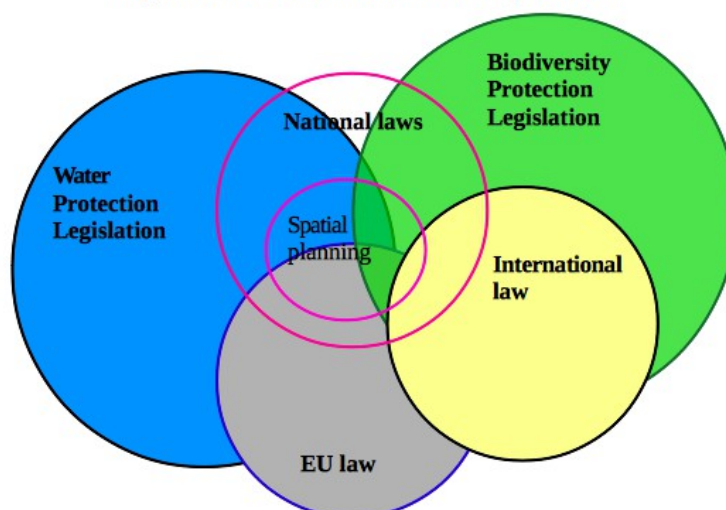 Biodiversity
Protection
Legislation
National laws
Water
Protection
Legislation
Spatial
planning
International
law
EU law